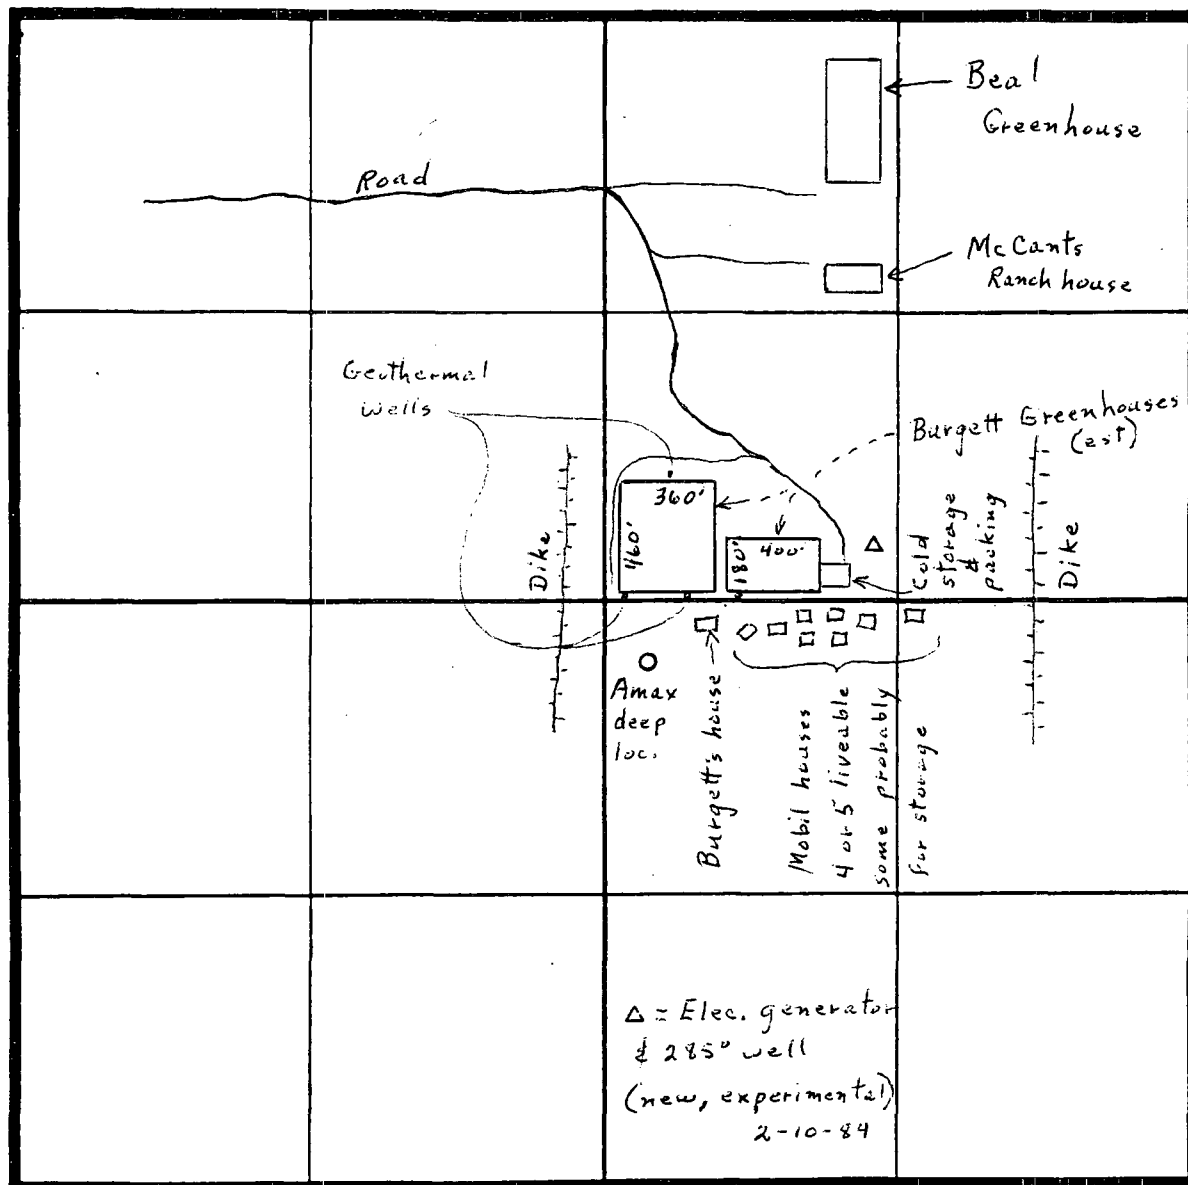 Beal
Greenhouse
Road
McCants
Ranch house
Geothermal
wells
Burgett Greenhouses
(est)
360'
460'
400'
180'
Dike
Cold
storage
&
packing
Dike
Amax
deep
loc.
Burgett's house
Mobil houses
4 or 5 liveable
some probably
for storage
Δ = Elec. generator
& 285° well
(new, experimental)
2-10-84